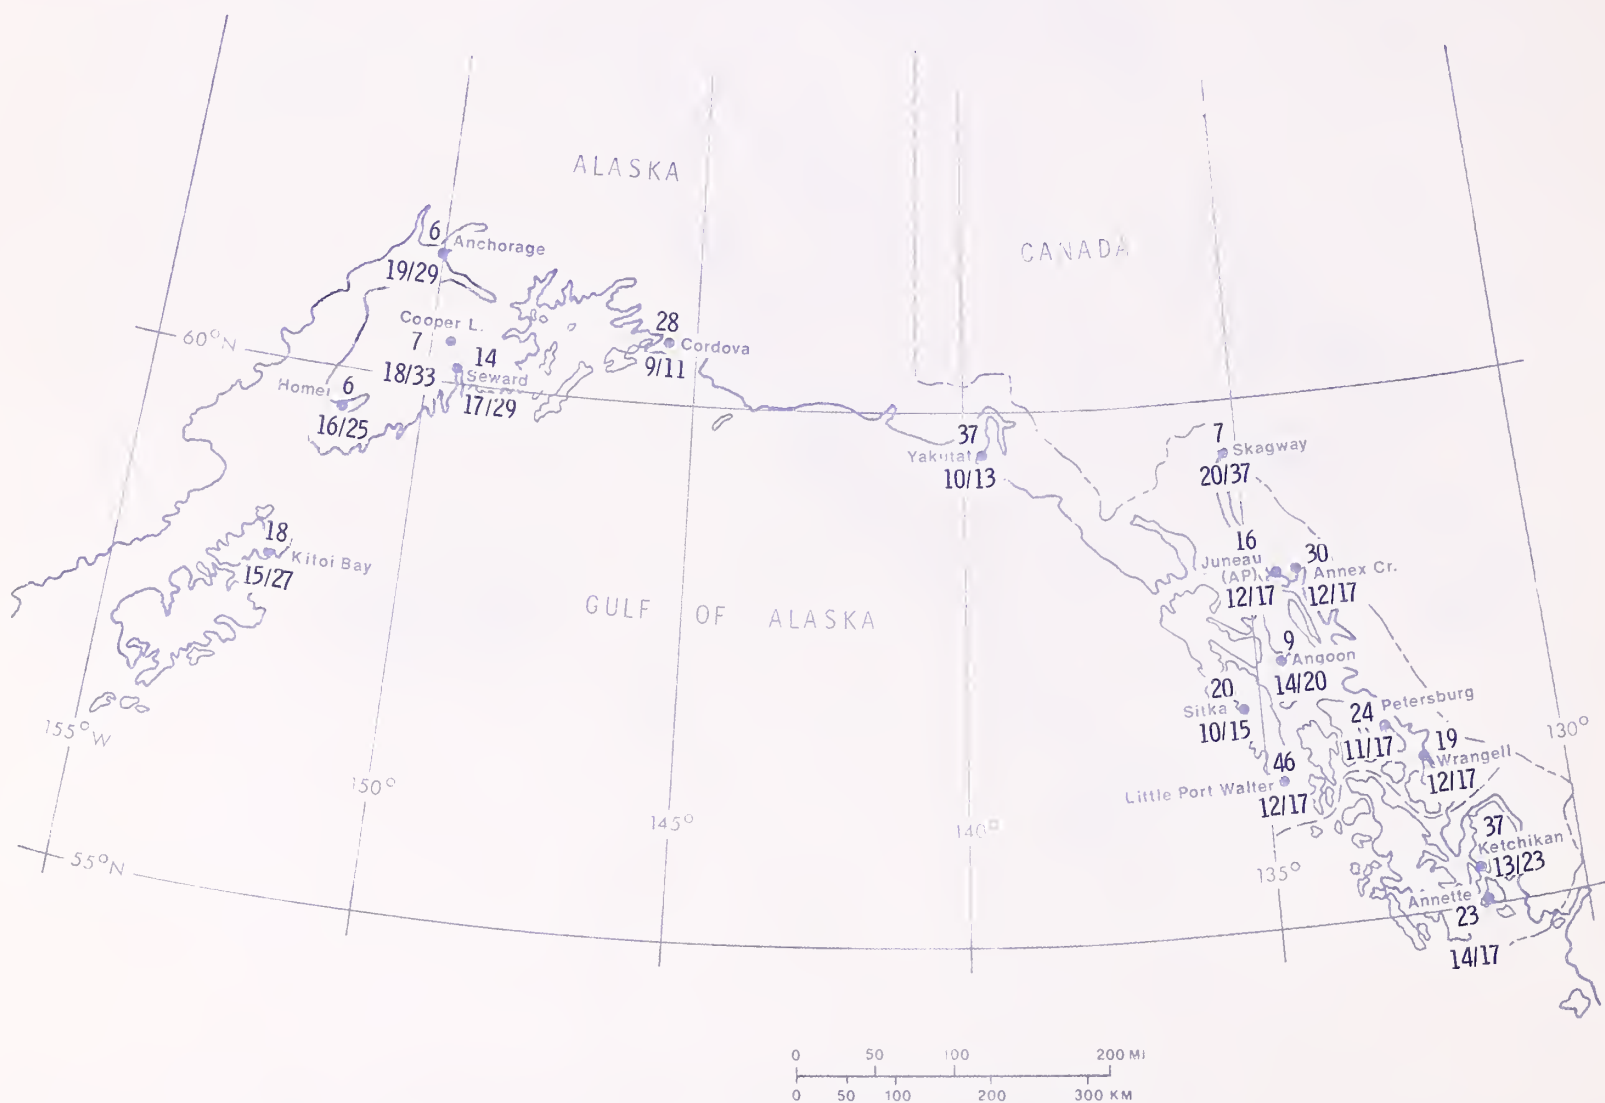 ALASKA
CANADA
6
Anchorage
19/29
Cooper L.
7
18/33
14
Seward
17/29
28
Cordova
9/11
60°N
Homer 6
16/25
37
Yakutat
10/13
7
Skagway
20/37
18
Kitoi Bay
15/27
16
Juneau
(AP)
12/17
30
Annex Cr.
12/17
GULF OF ALASKA
9
Angoon
14/20
20
Sitka
10/15
24
Petersburg
11/17
19
Wrangell
12/17
46
Little Port Walter
12/17
155°W
150°
145°
140°
135°
130°
37
Ketchikan
13/23
Annette
23
14/17
55°N
0 50 100 200 MI
0 50 100 200 300 KM